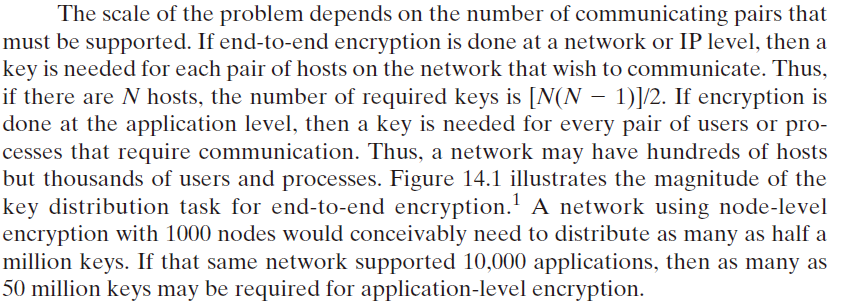 The scale of the problem depends on the number of communicating pairs that
must be supported. If end-to-end encryption is done at a network or IP level, then a
key is needed for each pair of hosts on the network that wish to communicate. Thus,
if there are N hosts, the number of required keys is [N(N − 1)]/2. If encryption is
done at the application level, then a key is needed for every pair of users or pro-
cesses that require communication. Thus, a network may have hundreds of hosts
but thousands of users and processes. Figure 14.1 illustrates the magnitude of the
key distribution task for end-to-end encryption.¹ A network using node-level
encryption with 1000 nodes would conceivably need to distribute as many as half a
million keys. If that same network supported 10,000 applications, then as many as
50 million keys may be required for application-level encryption.